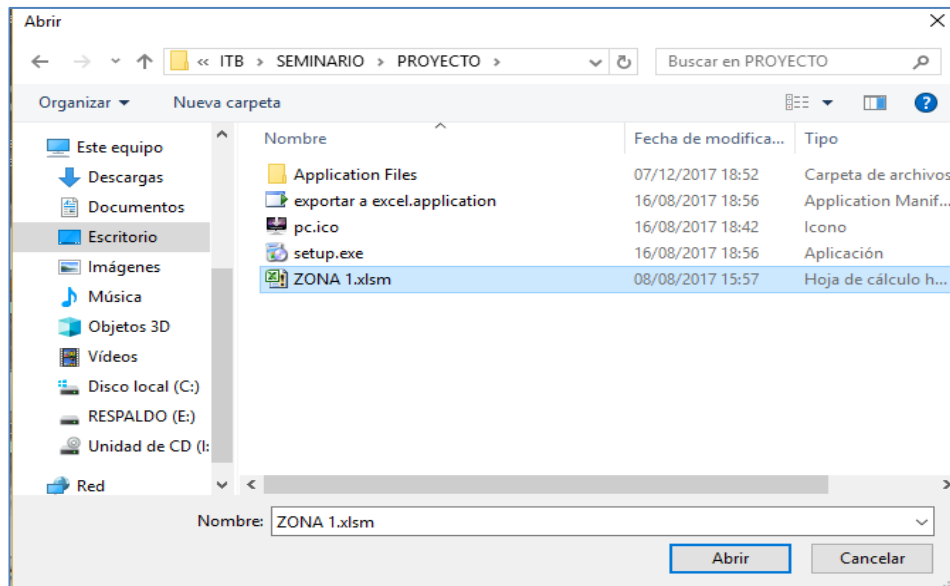 Abrir
« ITB > SEMINARIO > PROYECTO >
Buscar en PROYECTO
Organizar
Nueva carpeta
Este equipo
Descargas
Documentos
Escritorio
Imágenes
Música
Objetos 3D
Vídeos
Disco local (C:)
RESPALDO (E:)
Unidad de CD (I:
Red
Nombre Fecha de modifica... Tipo
Application Files 07/12/2017 18:52 Carpeta de archivos
exportar a excel.application 16/08/2017 18:56 Application Manif...
pc.ico 16/08/2017 18:42 Icono
setup.exe 16/08/2017 18:56 Aplicación
ZONA 1.xlsm 08/08/2017 15:57 Hoja de cálculo h...
Nombre: ZONA 1.xlsm
Abrir Cancelar